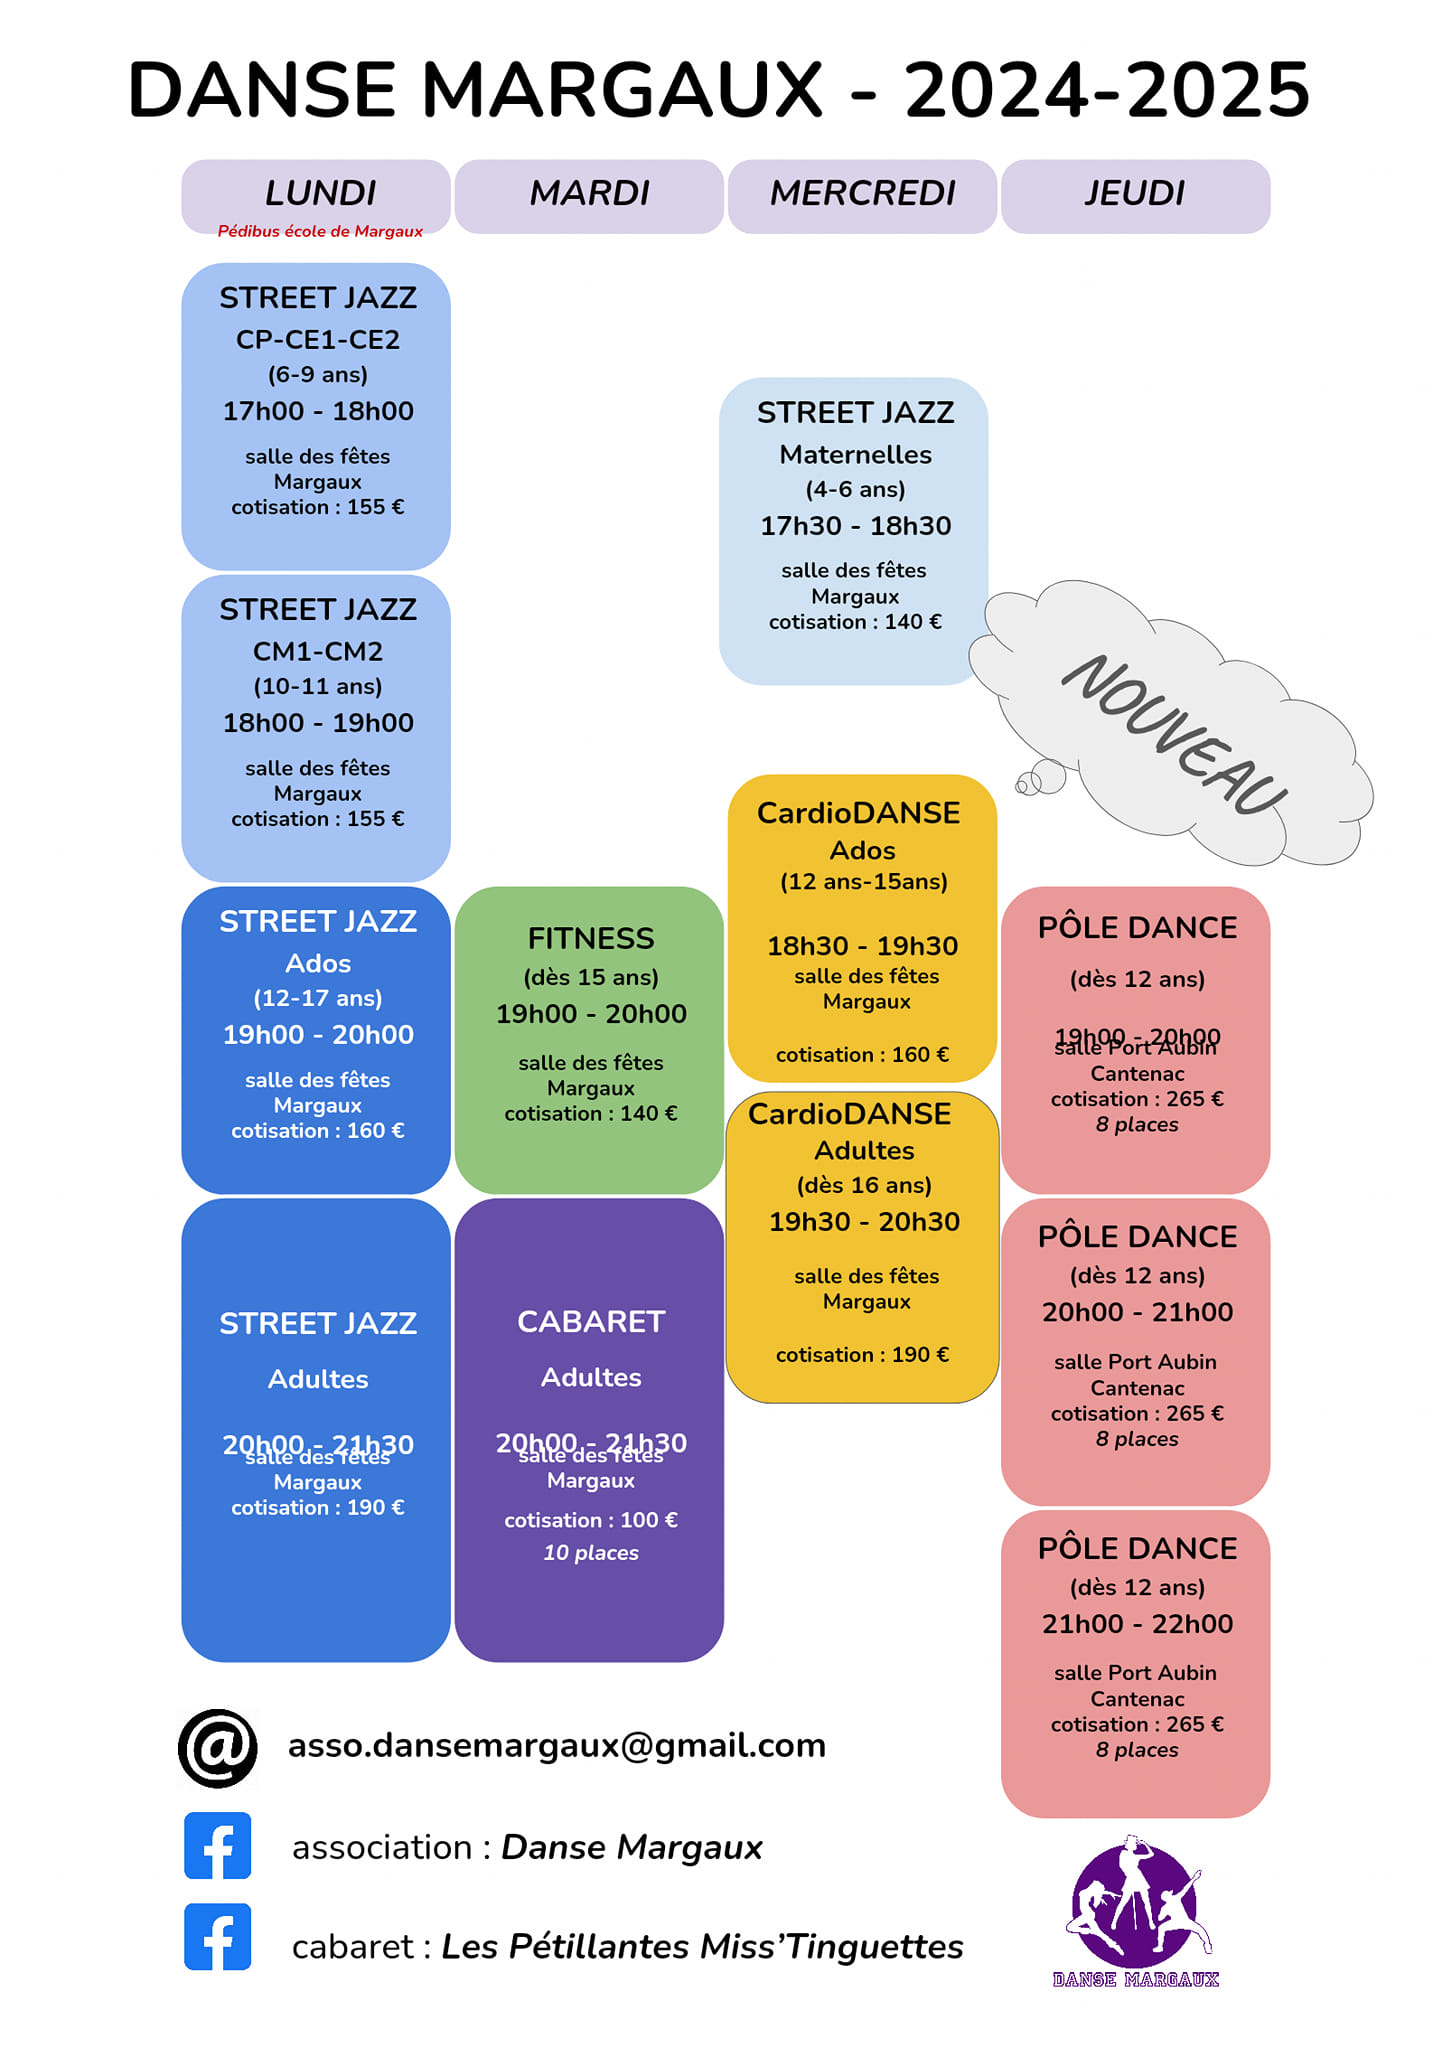 DANSE MARGAUX - 2024-2025
LUNDI
Pédibus école de Margaux
STREET JAZZ
CP-CE1-CE2
(6-9 ans)
17h00 - 18h00
salle des fêtes
Margaux
cotisation : 155 €
STREET JAZZ
CM1-CM2
(10-11 ans)
18h00 - 19h00
salle des fêtes
Margaux
cotisation : 155 €
STREET JAZZ
Ados
(12-17 ans)
19h00 - 20h00
salle des fêtes
Margaux
cotisation : 160 €
STREET JAZZ
Adultes
20h00 - 21h30
salle des fêtes
Margaux
cotisation : 190 €
MARDI
FITNESS
(dès 15 ans)
19h00 - 20h00
salle des fêtes
Margaux
cotisation : 140 €
CABARET
Adultes
20h00 - 21h30
salle des fêtes
Margaux
cotisation : 100 €
10 places
MERCREDI
STREET JAZZ
Maternelles
(4-6 ans)
17h30 - 18h30
salle des fêtes
Margaux
cotisation : 140 €
CardioDANSE
Ados
(12 ans-15ans)
18h30 - 19h30
salle des fêtes
Margaux
cotisation : 160 €
CardioDANSE
Adultes
(dès 16 ans)
19h30 - 20h30
salle des fêtes
Margaux
cotisation : 190 €
JEUDI
NOUVEAU
PÔLE DANCE
(dès 12 ans)
19h00 - 20h00
salle Port Aubin
Cantenac
cotisation : 265 €
8 places
PÔLE DANCE
(dès 12 ans)
20h00 - 21h00
salle Port Aubin
Cantenac
cotisation : 265 €
8 places
PÔLE DANCE
(dès 12 ans)
21h00 - 22h00
salle Port Aubin
Cantenac
cotisation : 265 €
8 places
@ asso.dansemargaux@gmail.com
association : Danse Margaux
cabaret : Les Pétillantes Miss'Tinguettes
DANSE MARGAUX